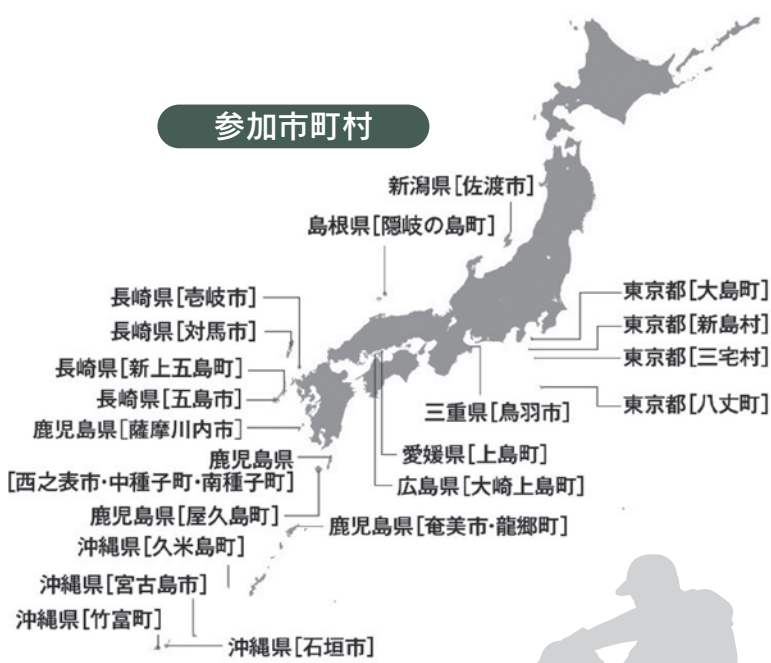 参加市町村
新潟県[佐渡市]
島根県[隠岐の島町]
長崎県[壱岐市]
長崎県[対馬市]
長崎県[新上五島町]
長崎県[五島市]
鹿児島県[薩摩川内市]
鹿児島県
[西之表市・中種子町・南種子町]
鹿児島県[屋久島町]
鹿児島県[奄美市・龍郷町]
沖縄県[久米島町]
沖縄県[宮古島市]
沖縄県[竹富町]
沖縄県[石垣市]
東京都[大島町]
東京都[新島村]
東京都[三宅村]
東京都[八丈町]
三重県[鳥羽市]
愛媛県[上島町]
広島県[大崎上島町]